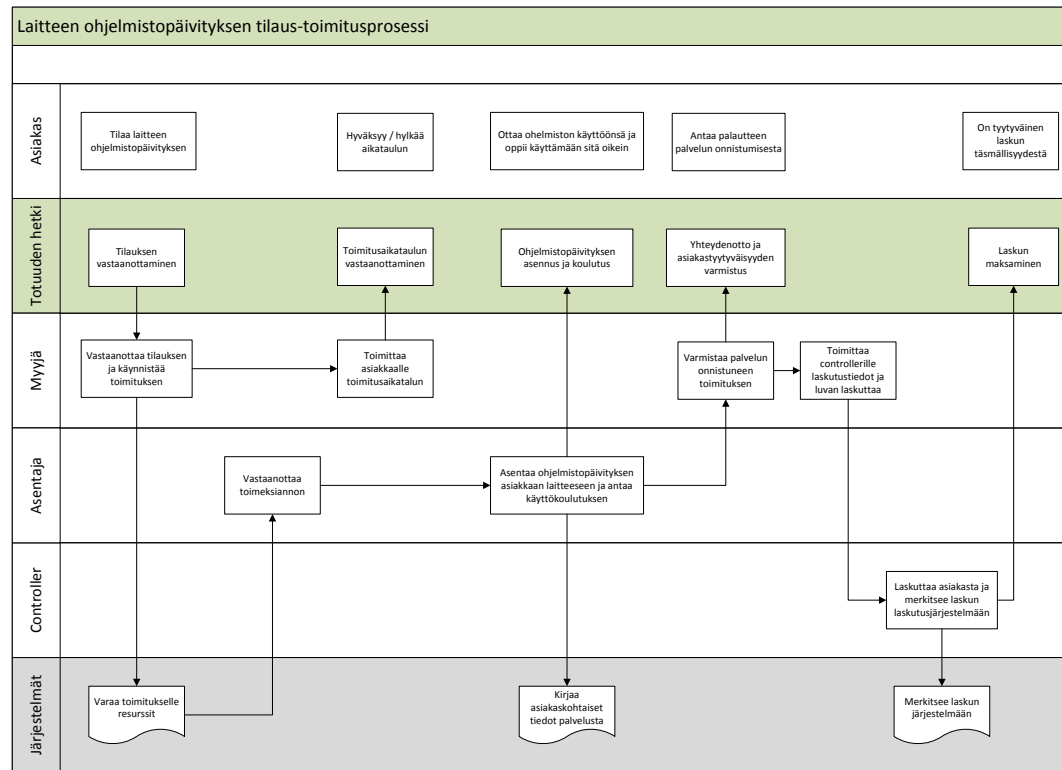 Laitteen ohjelmistopäivityksen tilaus-toimitusprosessi
Asiakas
Tilaa laitteen
ohjelmistopäivityksen
Hyväksyy / hylkää
aikataulun
Ottaa ohelmiston käyttöönsä ja
oppii käyttämään sitä oikein
Antaa palautteen
palvelun onnistumisesta
On tyytyväinen
laskun
täsmällisyydestä
Totuuden hetki
Tilauksen
vastaanottaminen
Toimitusaikataulun
vastaanottaminen
Ohjelmistopäivityksen
asennus ja koulutus
Yhteydenotto ja
asiakastyytyväisyyden
varmistus
Laskun
maksaminen
Myyjä
Vastaanottaa tilauksen
ja käynnistää
toimituksen
Toimittaa
asiakkaalle
toimitusaikatalun
Varmistaa palvelun
onnistuneen
toimituksen
Toimittaa
controllerille
laskutustiedot ja
luvan laskuttaa
Asentaja
Vastaanottaa
toimeksiannon
Asentaa ohjelmistopäivityksen
asiakkaan laitteeseen ja antaa
käyttökoulutuksen
Controller
Laskuttaa asiakasta ja
merkitsee laskun
laskutusjärjestelmään
Järjestelmät
Varaa toimitukselle
resurssit
Kirjaa
asiakaskohtaiset
tiedot palvelusta
Merkitsee laskun
järjestelmään